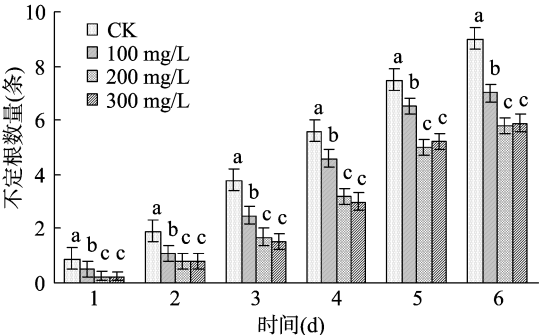 不定根数量(条)
10
8
6
4
2
0
CK
100 mg/L
200 mg/L
300 mg/L
a b c c
a b c c
a b c c
a b c c
a b c c
a b c c
1 2 3 4 5 6
时间(d)